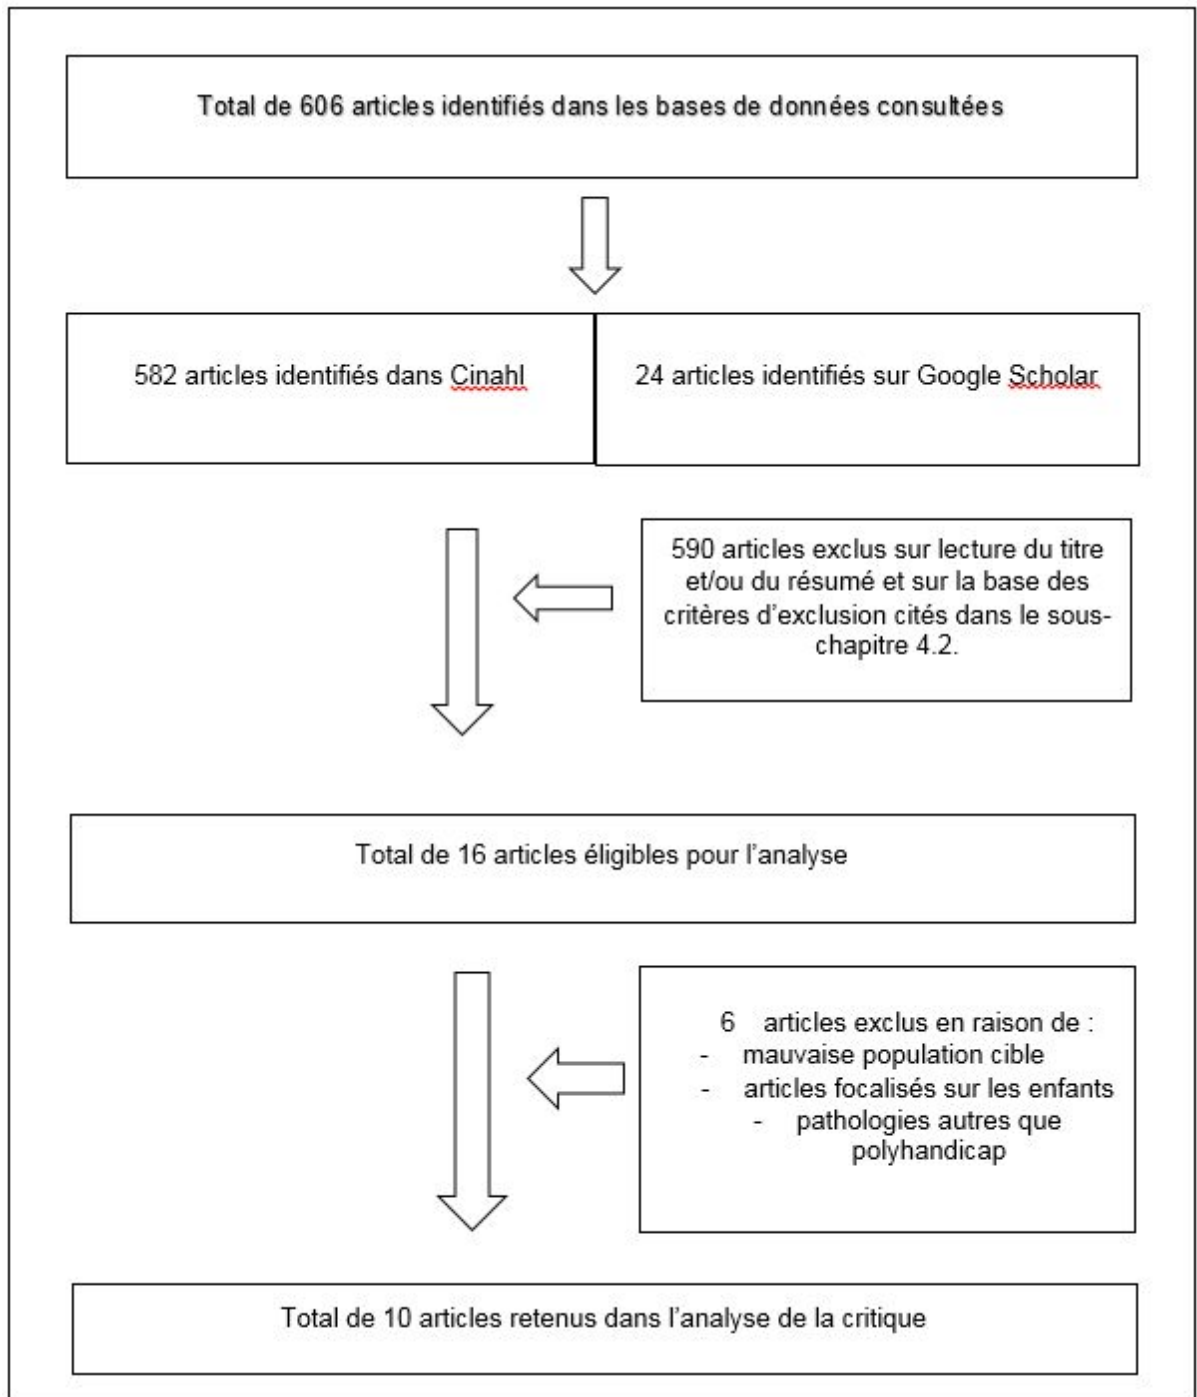 Total de 606 articles identifiés dans les bases de données consultées
582 articles identifiés dans Cinahl
24 articles identifiés sur Google Scholar
590 articles exclus sur lecture du titre
et/ou du résumé et sur la base des
critères d'exclusion cités dans le sous-
chapitre 4.2.
Total de 16 articles éligibles pour l'analyse
6 articles exclus en raison de :
- mauvaise population cible
- articles focalisés sur les enfants
- pathologies autres que
polyhandicap
Total de 10 articles retenus dans l'analyse de la critique